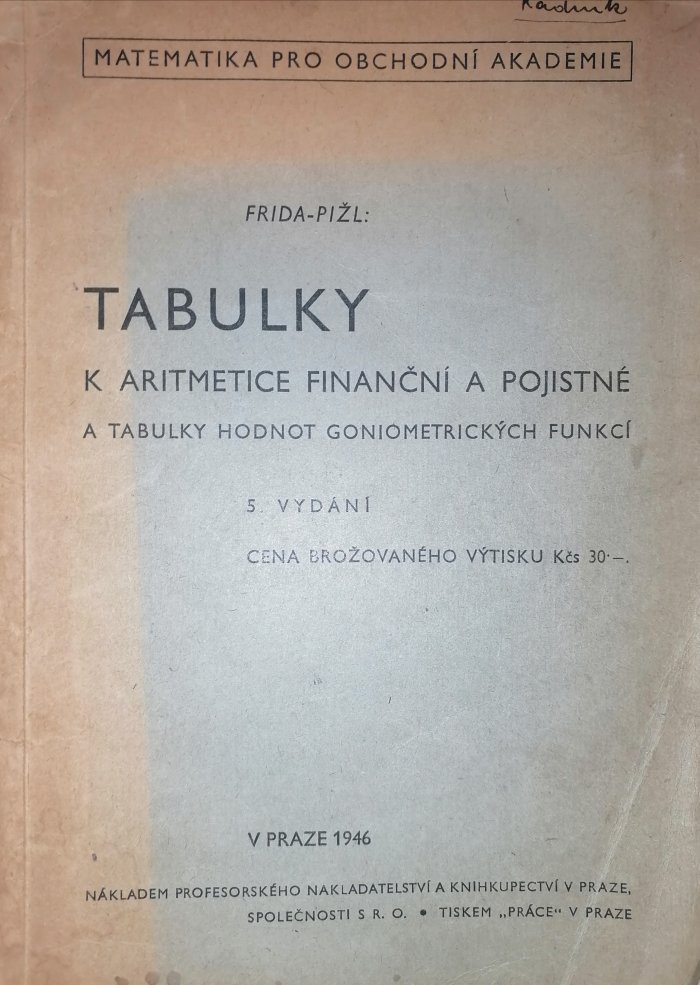 MATEMATIKA PRO OBCHODNÍ AKADEMIE
FRIDA-PIŽL:
TABULKY
K ARITMETICE FINANČNÍ A POJISTNÉ
A TABULKY HODNOT GONIOMETRICKÝCH FUNKCÍ
5. VYDÁNÍ
CENA BROŽOVANÉHO VÝTISKU Kčs 30·–.
V PRAZE 1946
NÁKLADEM PROFESORSKÉHO NAKLADATELSTVÍ A KNIHKUPECTVÍ V PRAZE,
SPOLEČNOSTI S R. O. • TISKEM „PRÁCE“ V PRAZE